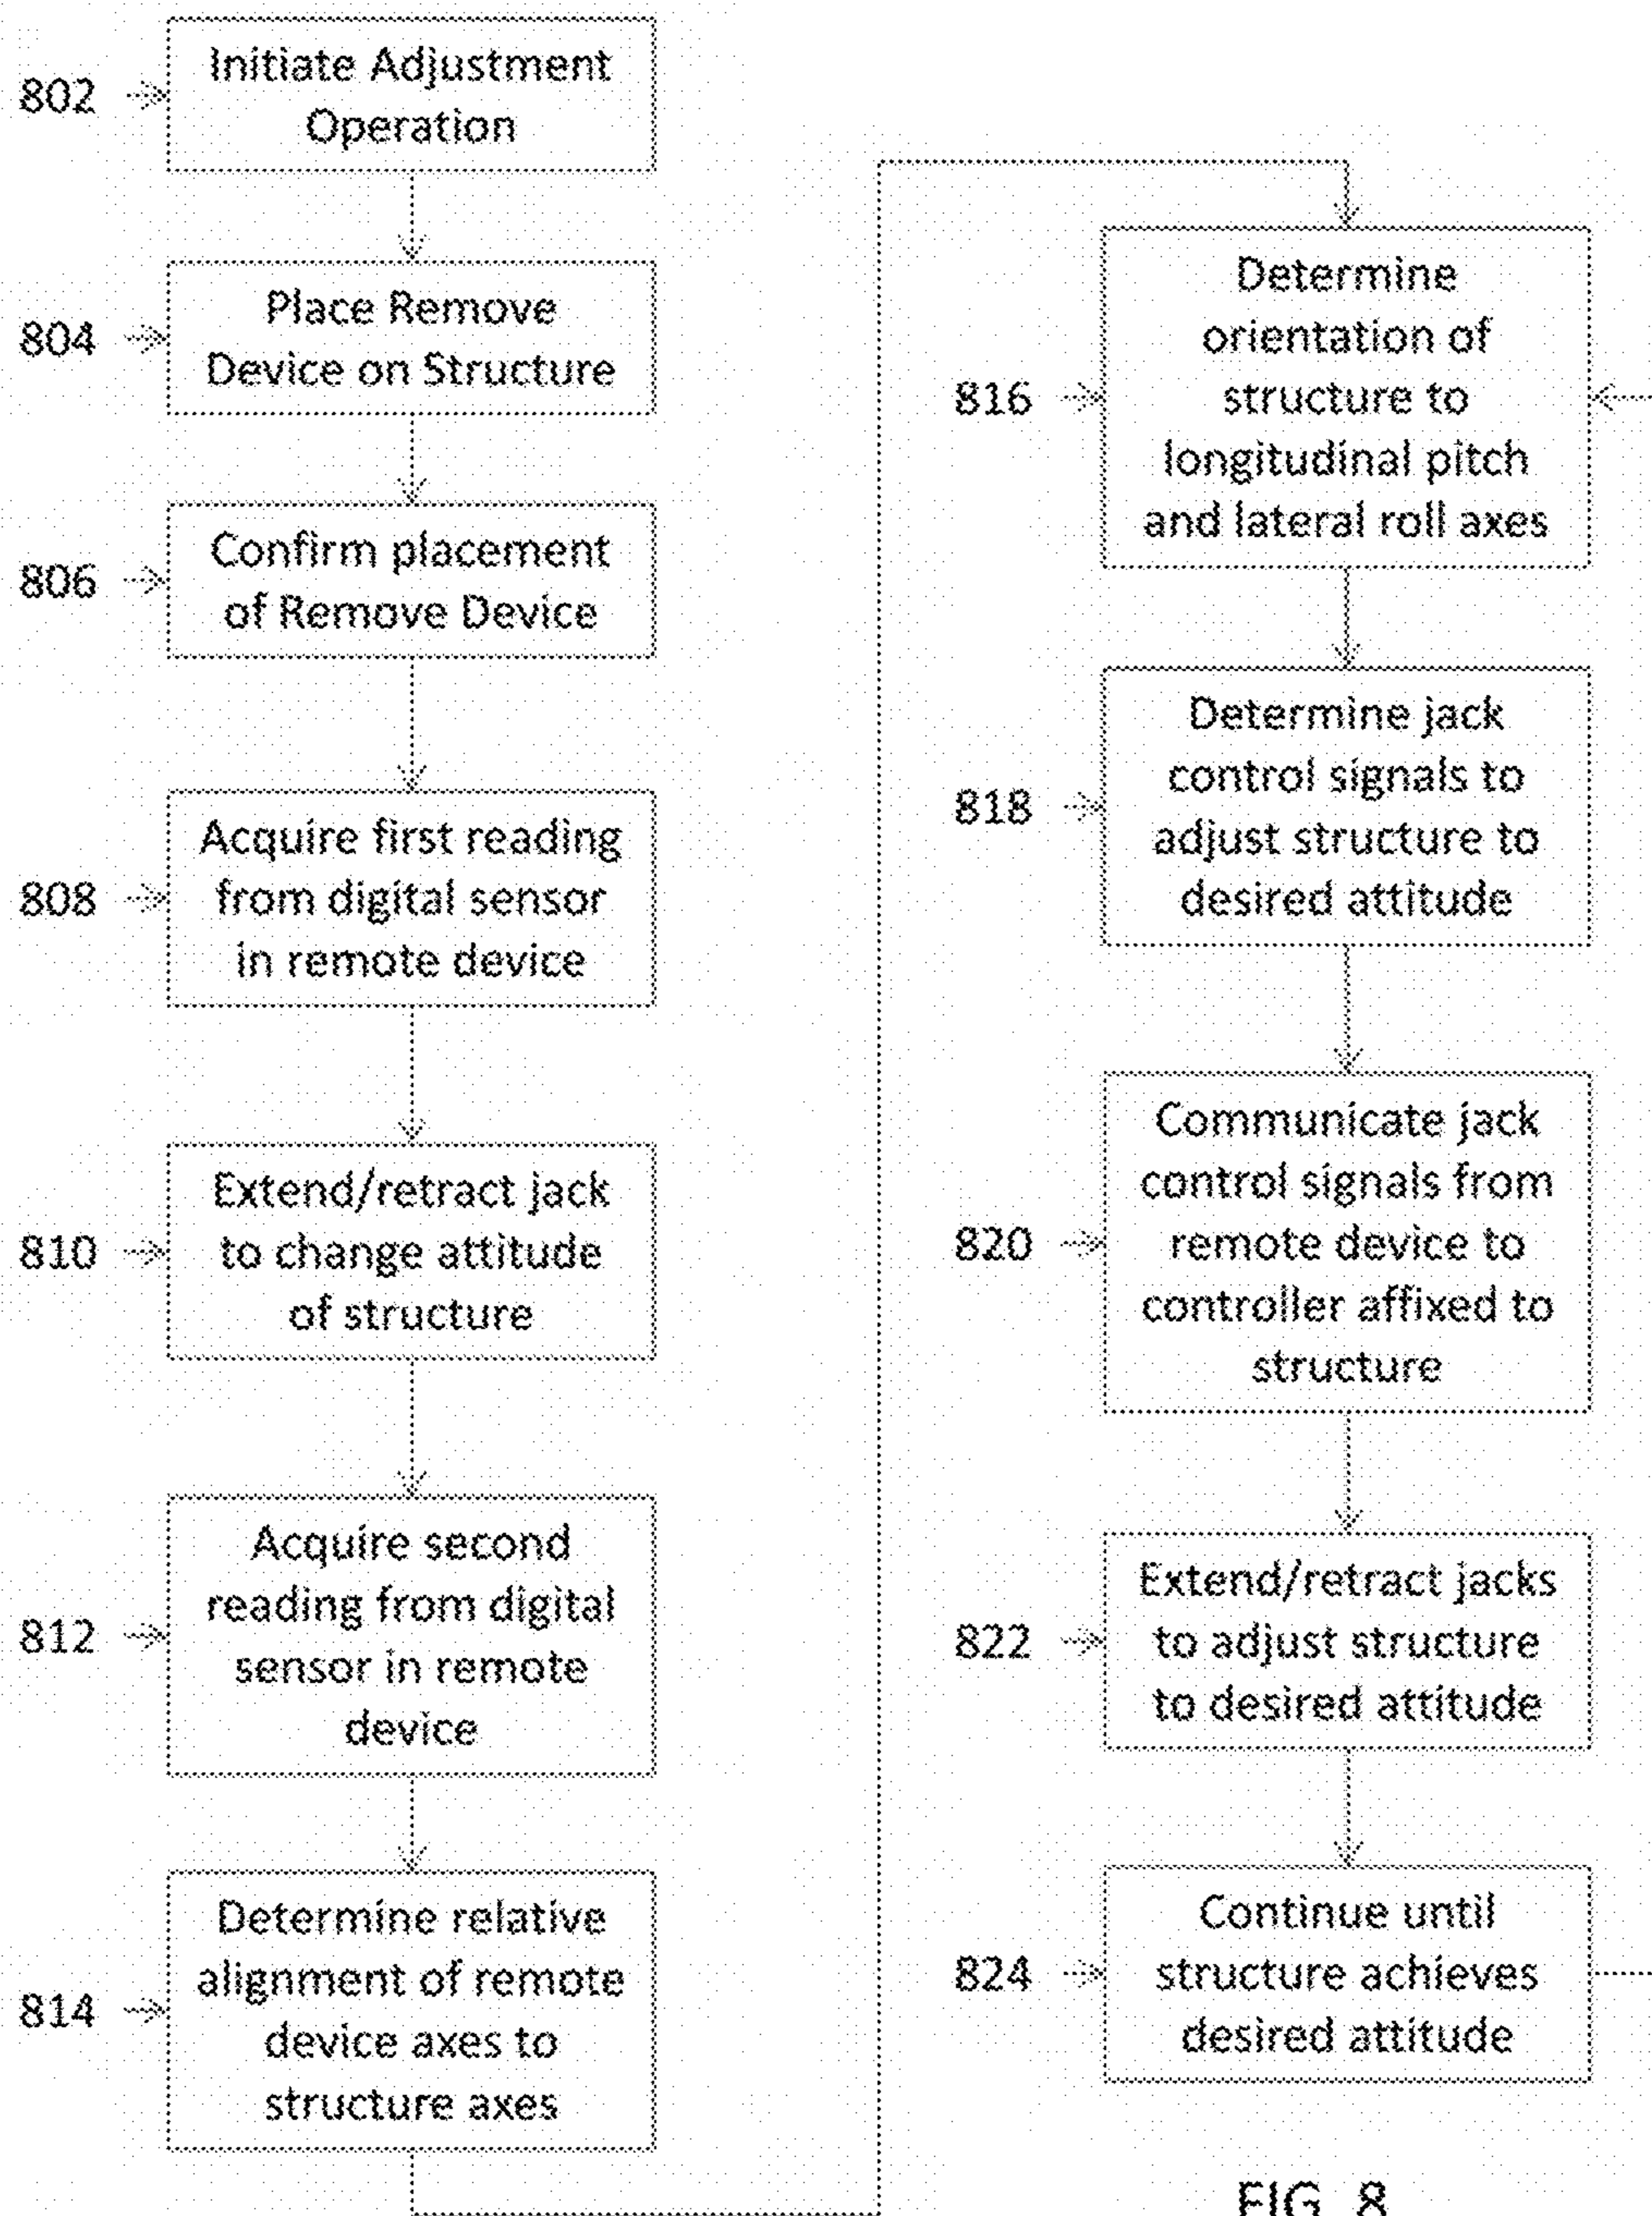 802
Initiate Adjustment
Operation
804
Place Remove
Device on Structure
806
Confirm placement
of Remove Device
808
Acquire first reading
from digital sensor
in remote device
810
Extend/retract jack
to change attitude
of structure
812
Acquire second
reading from digital
sensor in remote
device
814
Determine relative
alignment of remote
device axes to
structure axes
816
Determine
orientation of
structure to
longitudinal pitch
and lateral roll axes
818
Determine jack
control signals to
adjust structure to
desired attitude
820
Communicate jack
control signals from
remote device to
controller affixed to
structure
822
Extend/retract jacks
to adjust structure
to desired attitude
824
Continue until
structure achieves
desired attitude
FIG. 8